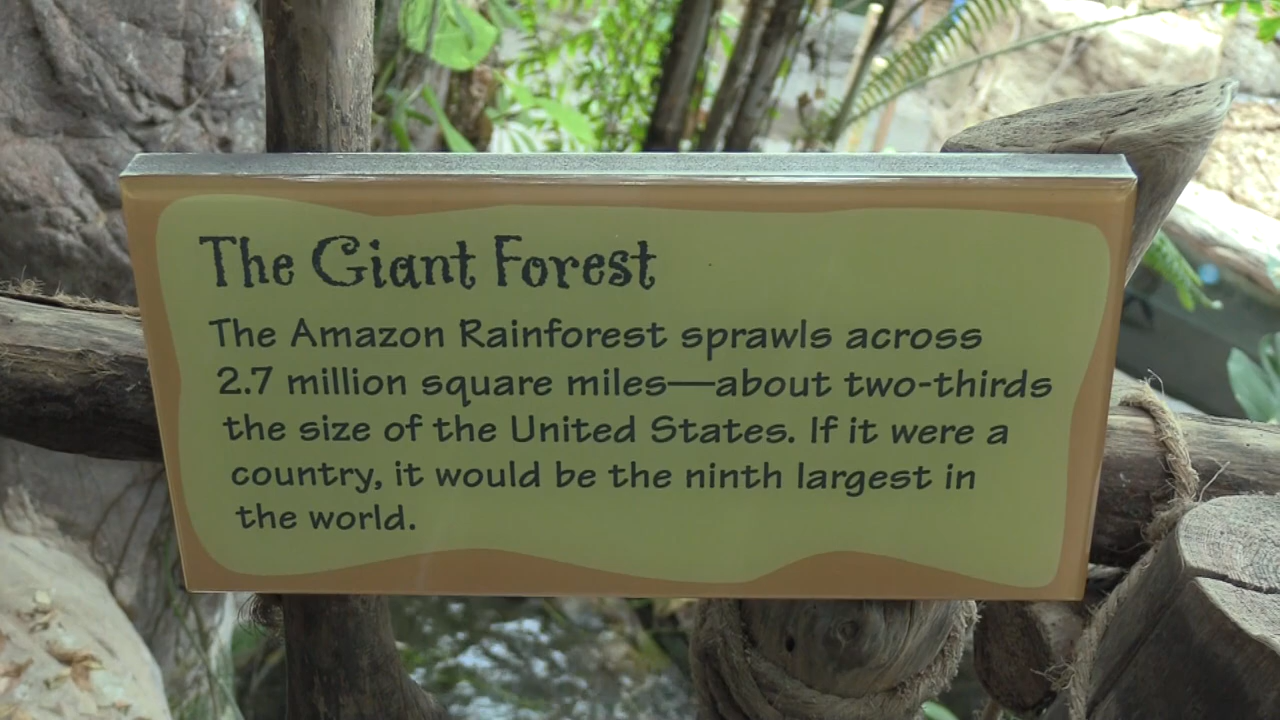 The Giant Forest
The Amazon Rainforest sprawls across
2.7 million square miles—about two-thirds
the size of the United States. If it were a
country, it would be the ninth largest in
the world.